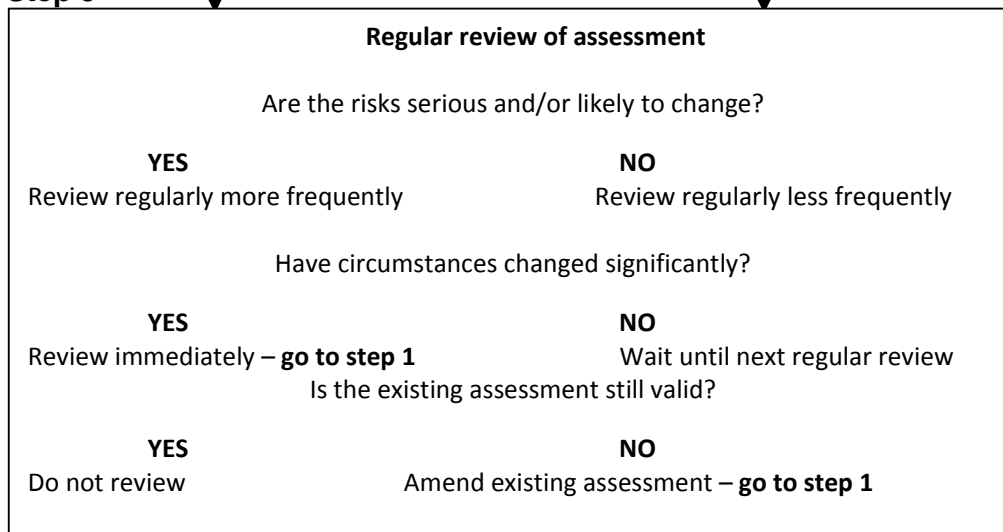 Regular review of assessment
Are the risks serious and/or likely to change?
YES NO
Review regularly more frequently Review regularly less frequently
Have circumstances changed significantly?
YES NO
Review immediately – go to step 1 Wait until next regular review
Is the existing assessment still valid?
YES NO
Do not review Amend existing assessment – go to step 1